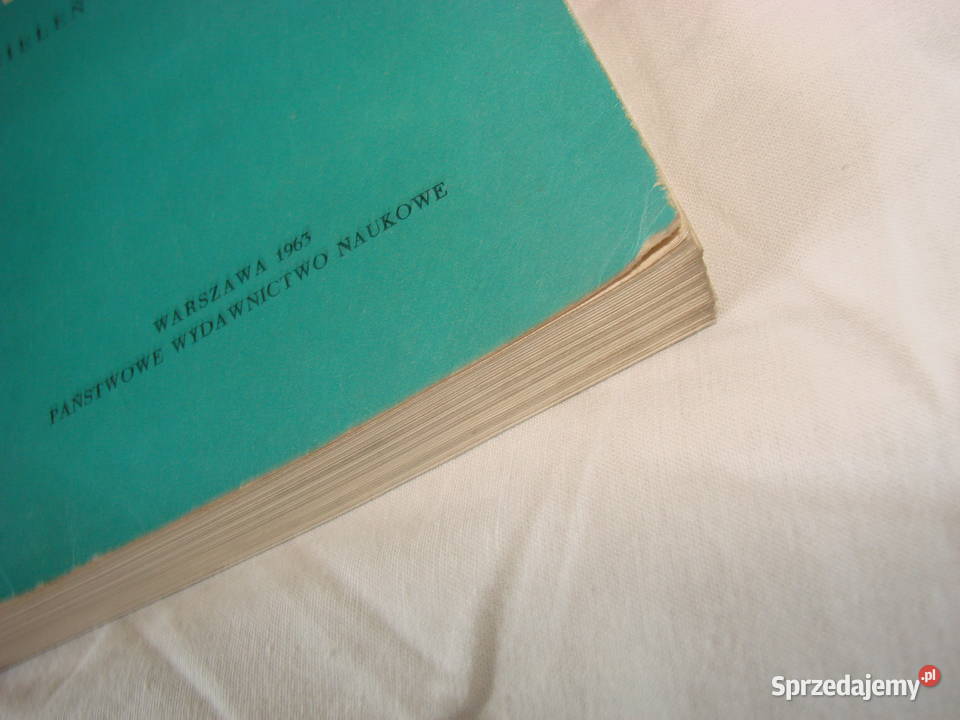 WARSZAWA 1963
PAŃSTWOWE WYDAWNICTWO NAUKOWE
Sprzedajemy.pl